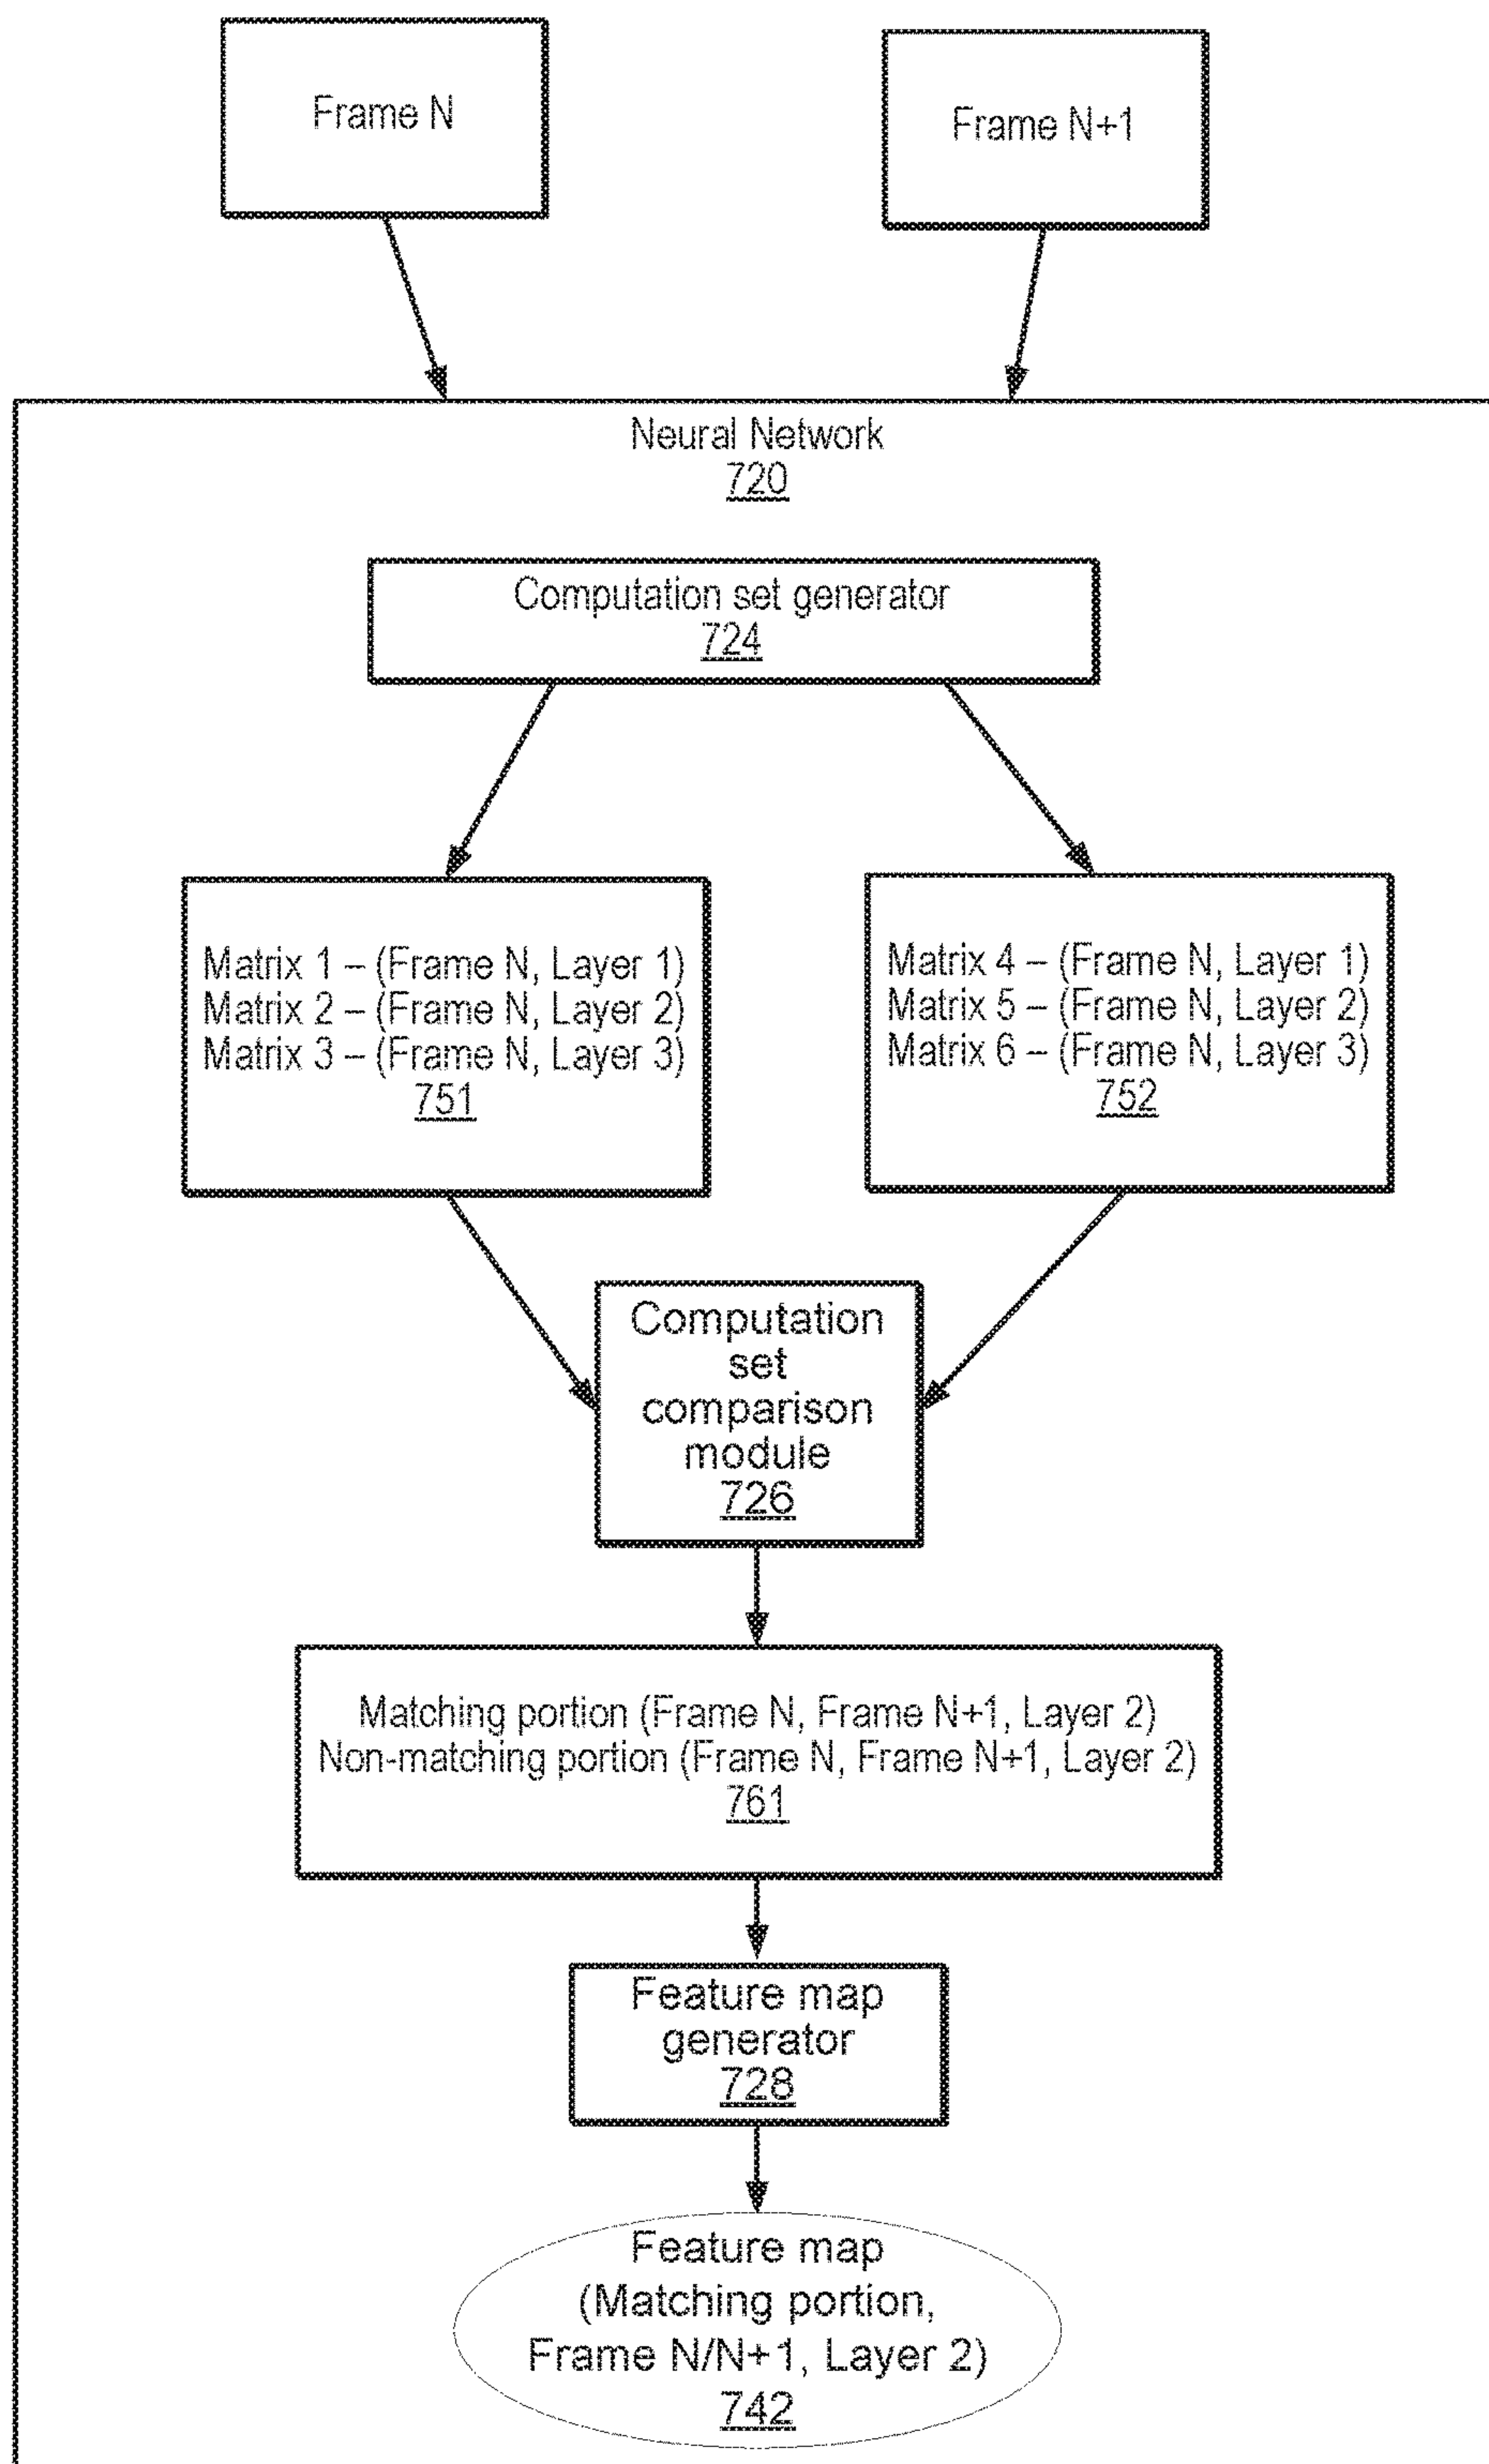 Frame N
Frame N+1
Neural Network
720
Computation set generator
724
Matrix 1 – (Frame N, Layer 1)
Matrix 2 – (Frame N, Layer 2)
Matrix 3 – (Frame N, Layer 3)
751
Matrix 4 – (Frame N, Layer 1)
Matrix 5 – (Frame N, Layer 2)
Matrix 6 – (Frame N, Layer 3)
752
Computation
set
comparison
module
726
Matching portion (Frame N, Frame N+1, Layer 2)
Non-matching portion (Frame N, Frame N+1, Layer 2)
761
Feature map
generator
728
Feature map
(Matching portion,
Frame N/N+1, Layer 2)
742